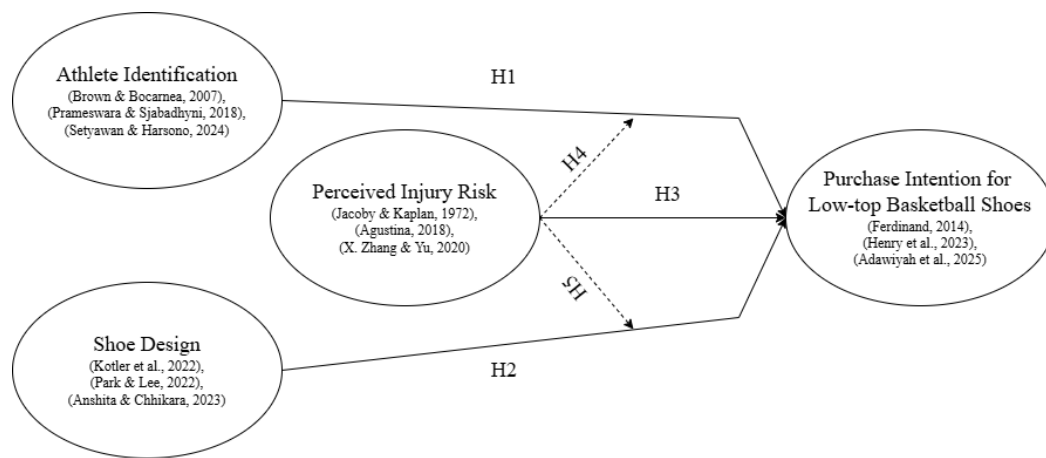 Athlete Identification
(Brown & Bocarnea, 2007),
(Prameswara & Sjabadhyni, 2018),
(Setyawan & Harsono, 2024)
H1
Perceived Injury Risk
(Jacoby & Kaplan, 1972),
(Agustina, 2018),
(X. Zhang & Yu, 2020)
H4
H3
H5
Purchase Intention for
Low-top Basketball Shoes
(Ferdinand, 2014),
(Henry et al., 2023),
(Adawiyah et al., 2025)
Shoe Design
(Kotler et al., 2022),
(Park & Lee, 2022),
(Anshita & Chhikara, 2023)
H2